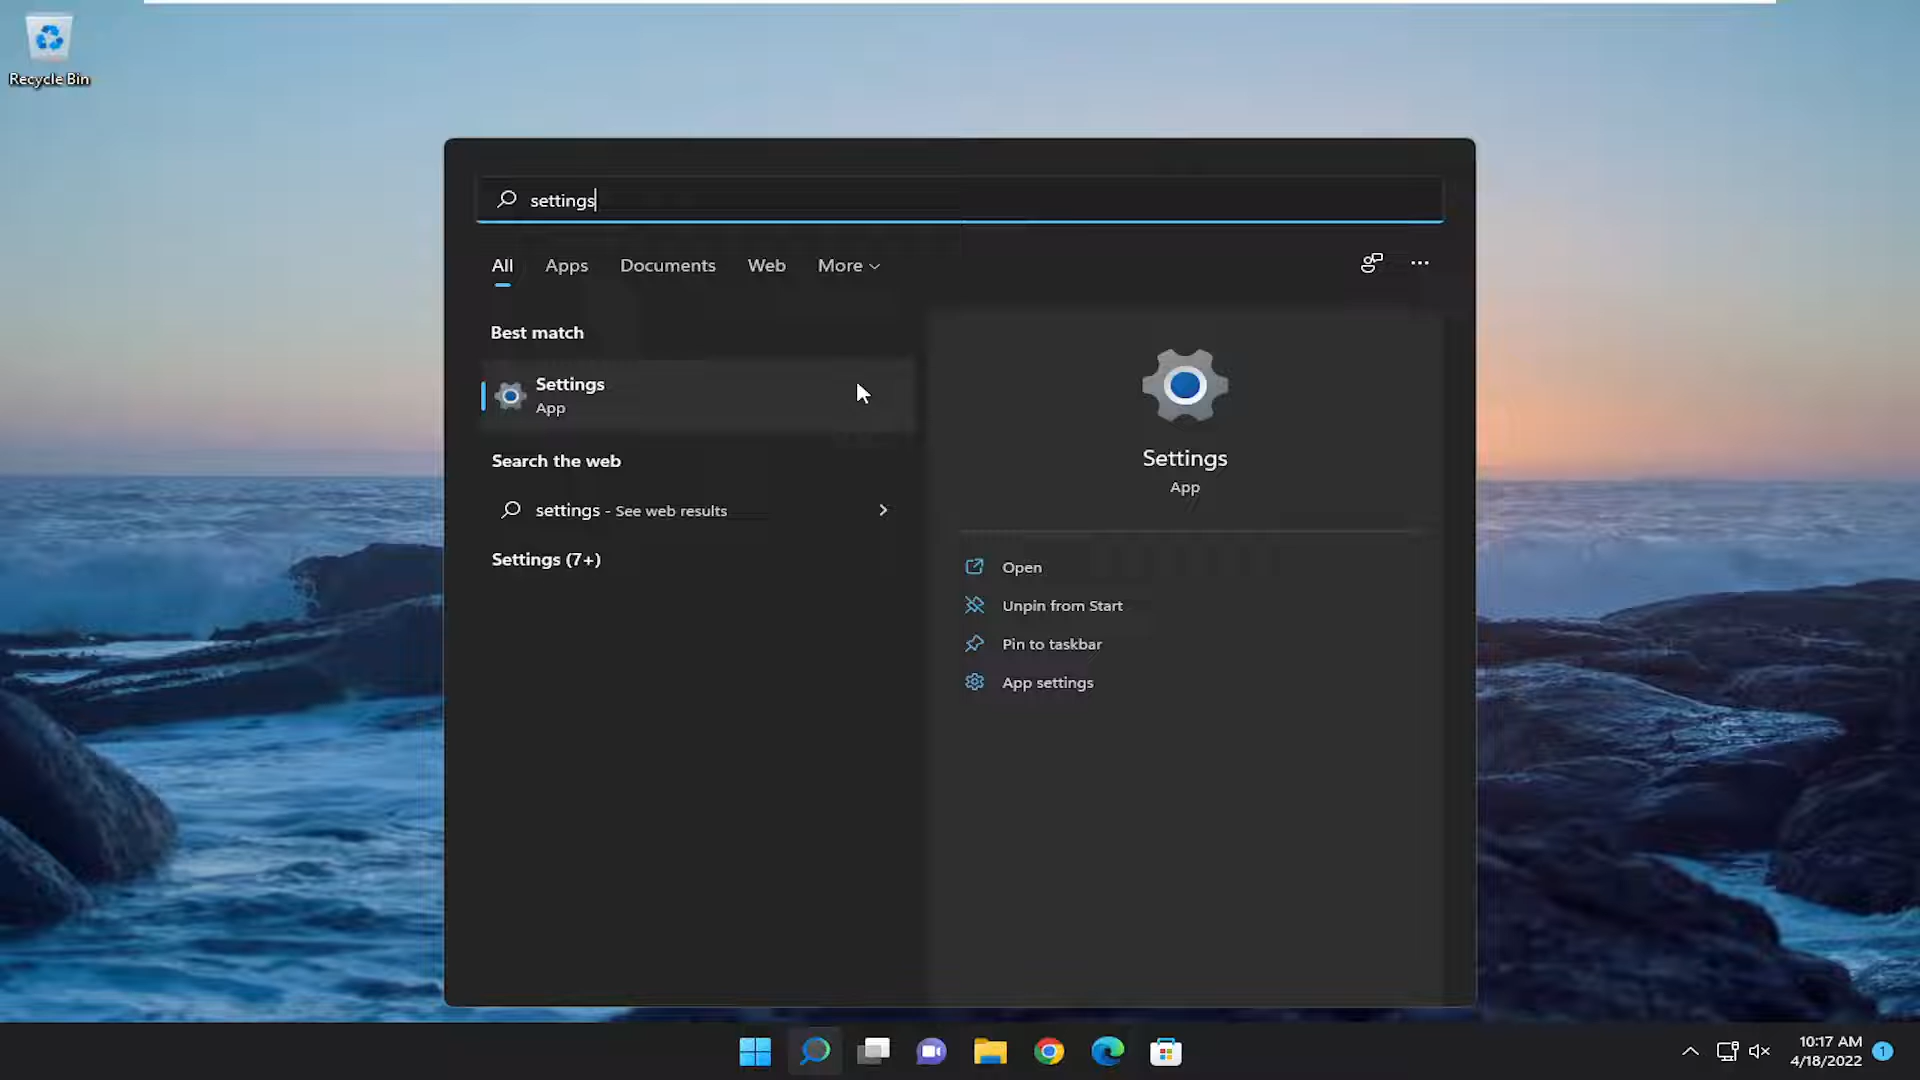 Recycle Bin
settings
All Apps Documents Web More
Best match
Settings
App
Search the web
settings - See web results
Settings (7+)
Settings
App
Open
Unpin from Start
Pin to taskbar
App settings
10:17 AM
4/18/2022
1